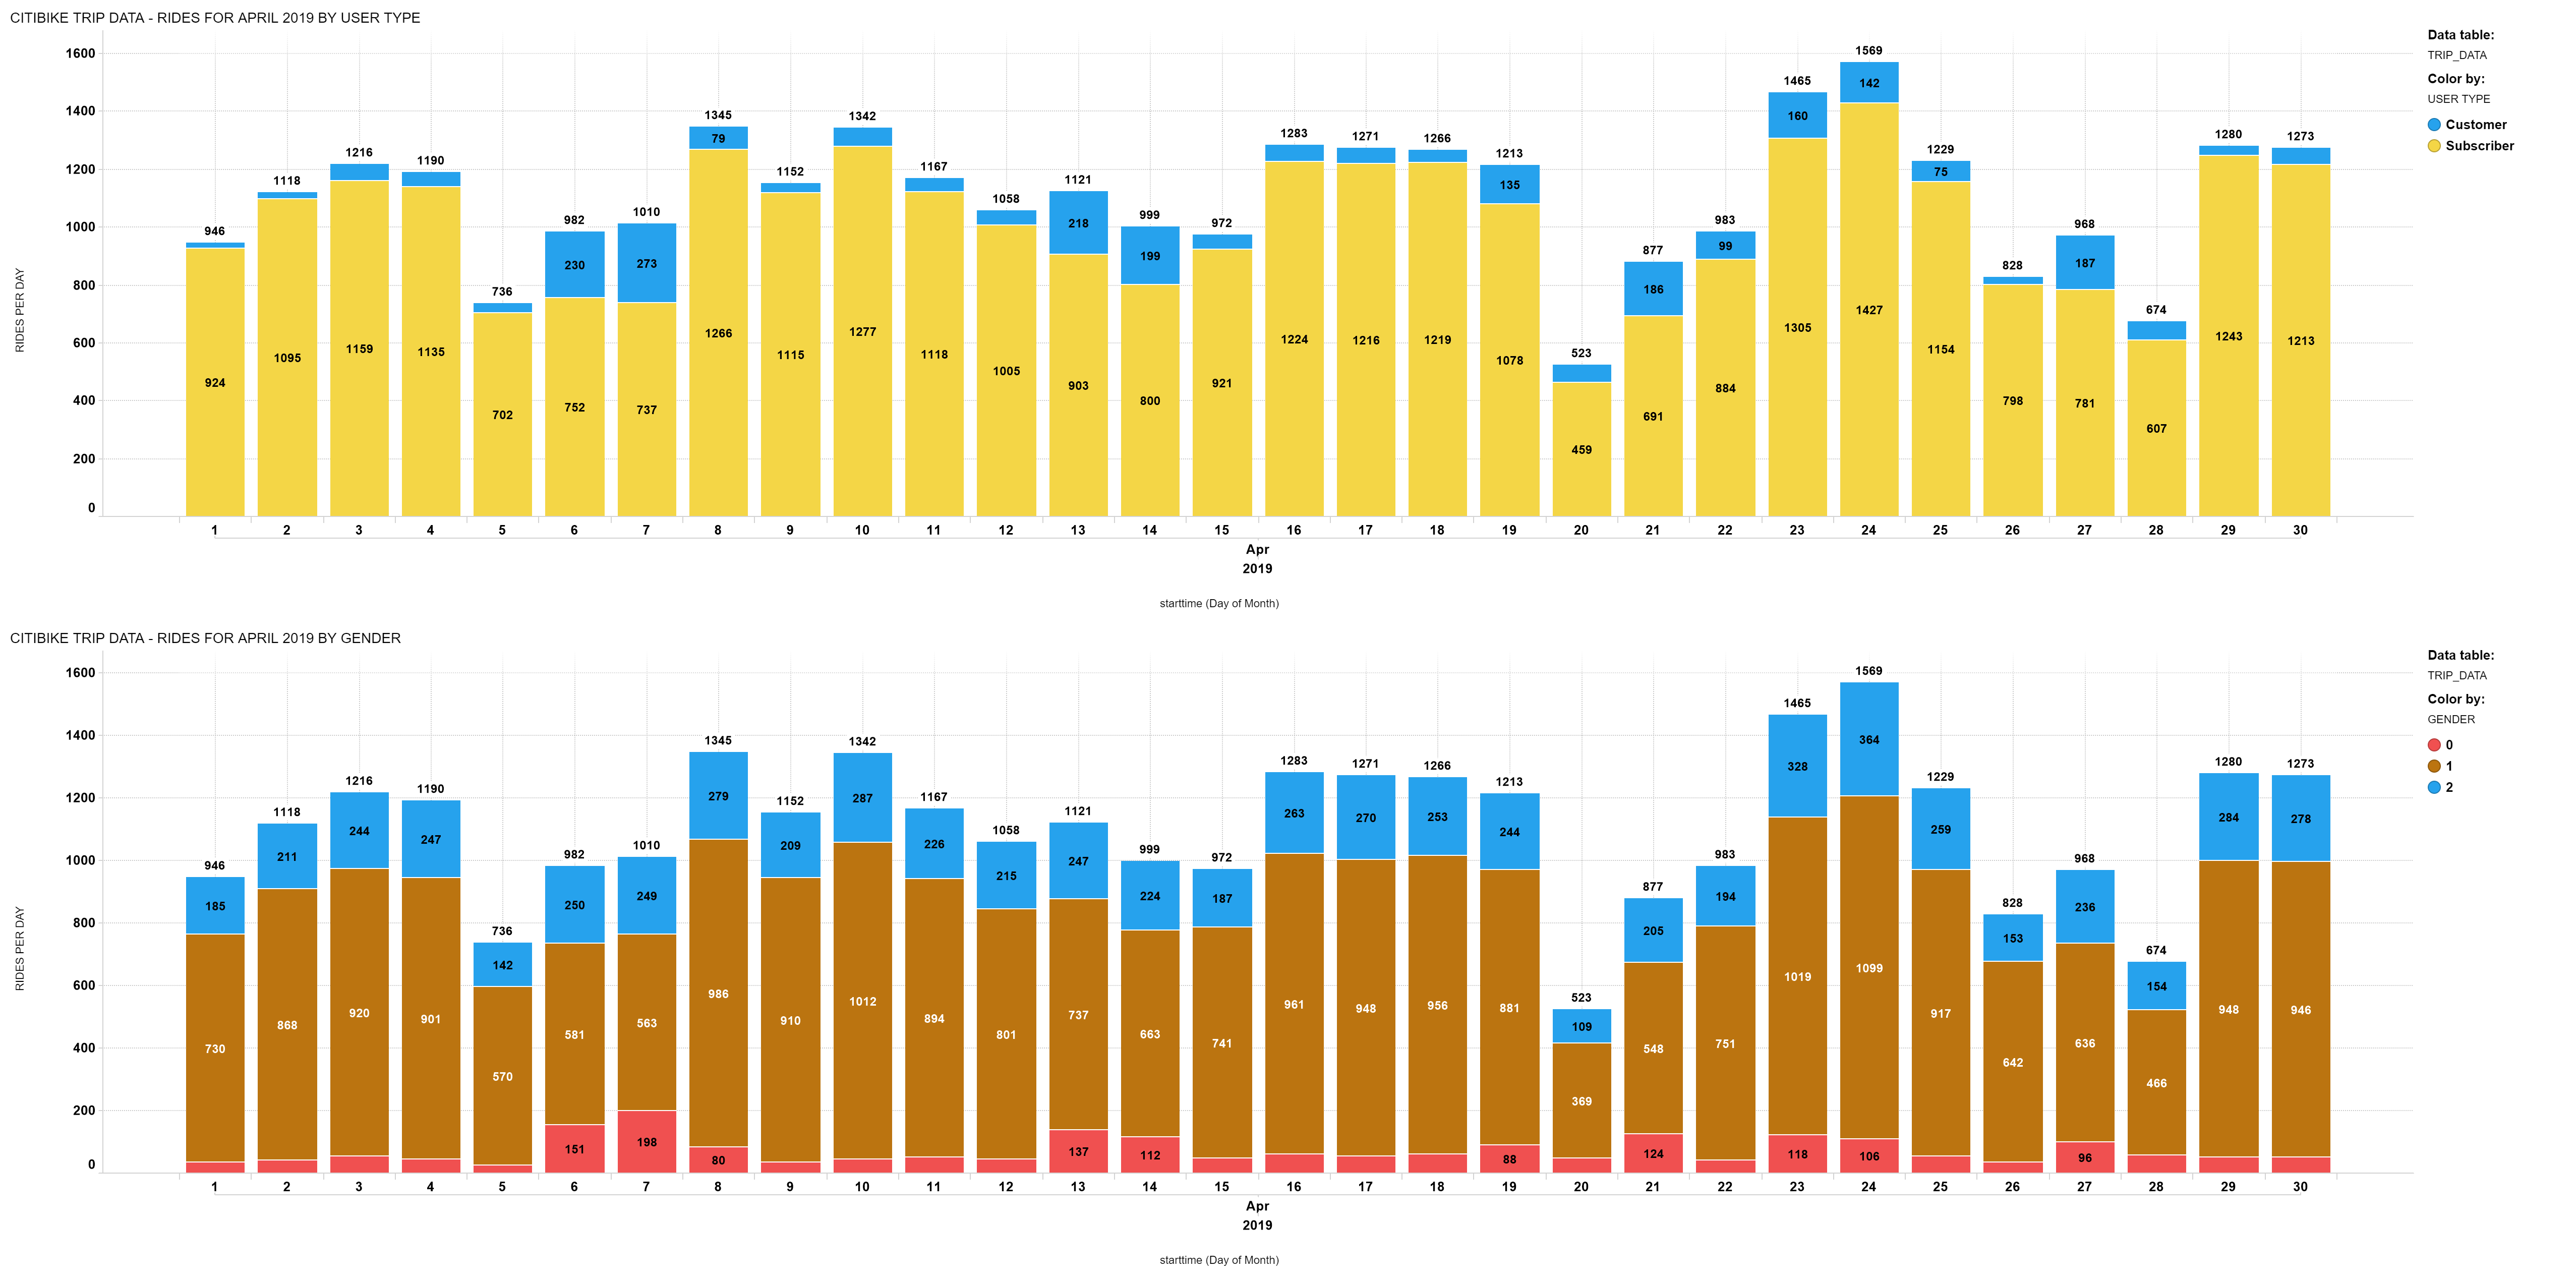 CITIBIKE TRIP DATA - RIDES FOR APRIL 2019 BY USER TYPE
RIDES PER DAY
1600
1400
1200
1000
800
600
400
200
0
946 1118 1216 1190 736 982 1010 1345 1152 1342 1167 1058 1121 999 972 1283 1271 1266 1213 523 877 983 1465 1569 1229 828 968 674 1280 1273
230 273 79 218 199 135 186 99 160 142 75 187
924 1095 1159 1135 702 752 737 1266 1115 1277 1118 1005 903 800 921 1224 1216 1219 1078 459 691 884 1305 1427 1154 798 781 607 1243 1213
1 2 3 4 5 6 7 8 9 10 11 12 13 14 15 16 17 18 19 20 21 22 23 24 25 26 27 28 29 30
Apr
2019
starttime (Day of Month)
Data table:
TRIP_DATA
Color by:
USER TYPE
Customer
Subscriber
CITIBIKE TRIP DATA - RIDES FOR APRIL 2019 BY GENDER
RIDES PER DAY
1600
1400
1200
1000
800
600
400
200
0
946 1118 1216 1190 736 982 1010 1345 1152 1342 1167 1058 1121 999 972 1283 1271 1266 1213 523 877 983 1465 1569 1229 828 968 674 1280 1273
185 211 244 247 142 250 249 279 209 287 226 215 247 224 187 263 270 253 244 109 205 194 328 364 259 153 236 154 284 278
730 868 920 901 570 581 563 986 910 1012 894 801 737 663 741 961 948 956 881 369 548 751 1019 1099 917 642 636 466 948 946
151 198 80 137 112 88 124 118 106 96
1 2 3 4 5 6 7 8 9 10 11 12 13 14 15 16 17 18 19 20 21 22 23 24 25 26 27 28 29 30
Apr
2019
starttime (Day of Month)
Data table:
TRIP_DATA
Color by:
GENDER
0
1
2